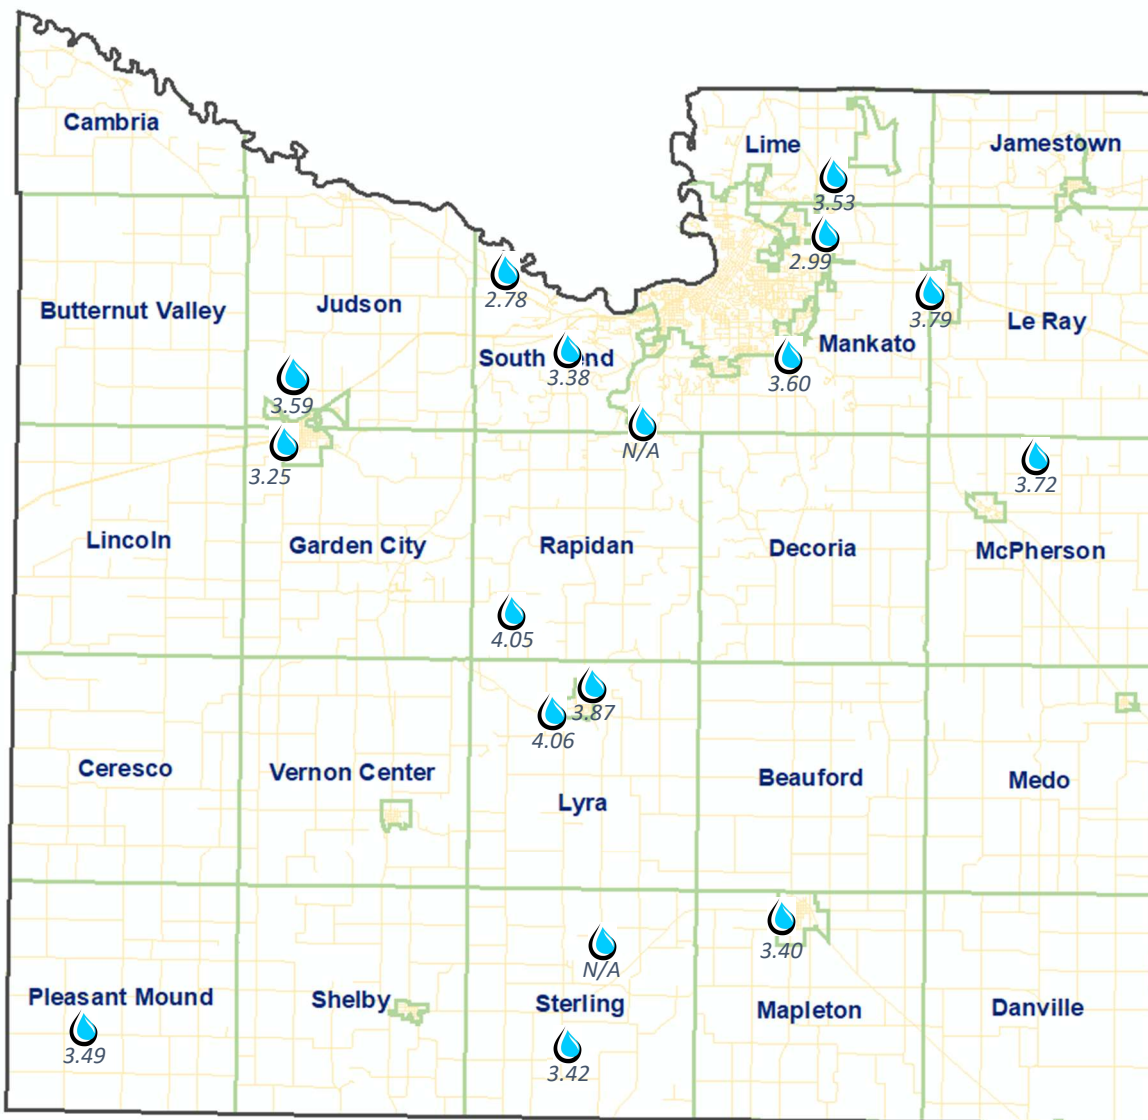 Cambria
Lime
Jamestown
3.53
2.99
2.78
Butternut Valley
Judson
3.79
Le Ray
South
nd
3.38
Mankato
3.60
3.59
N/A
3.25
3.72
Lincoln
Garden City
Rapidan
Decoria
McPherson
4.05
3.87
4.06
Ceresco
Vernon Center
Beauford
Medo
Lyra
3.40
N/A
Pleasant Mound
Shelby
Sterling
Mapleton
Danville
3.49
3.42